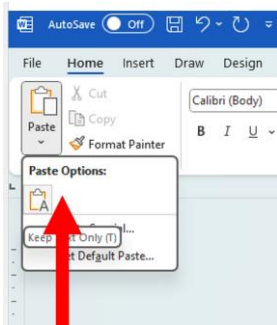 AutoSave Off
File Home Insert Draw Design
Paste
Cut
Copy
Format Painter
Calibri (Body)
B I U
Paste Options:
A
Keep Text Only (T)
Default Paste...